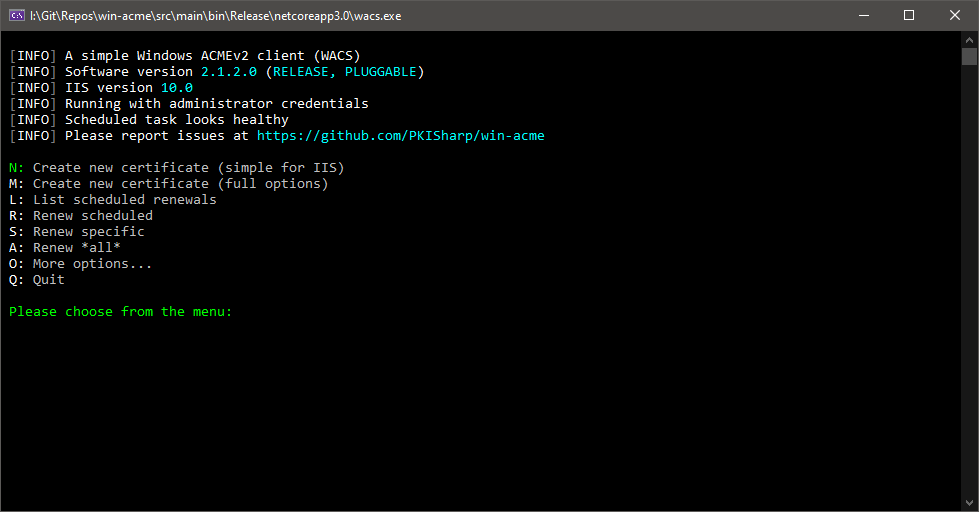 I:\Git\Repos\win-acme\src\main\bin\Release\netcoreapp3.0\wacs.exe
[INFO] A simple Windows ACMEv2 client (WACS)
[INFO] Software version 2.1.2.0 (RELEASE, PLUGGABLE)
[INFO] IIS version 10.0
[INFO] Running with administrator credentials
[INFO] Scheduled task looks healthy
[INFO] Please report issues at https://github.com/PKISharp/win-acme
N: Create new certificate (simple for IIS)
M: Create new certificate (full options)
L: List scheduled renewals
R: Renew scheduled
S: Renew specific
A: Renew *all*
O: More options...
Q: Quit
Please choose from the menu: